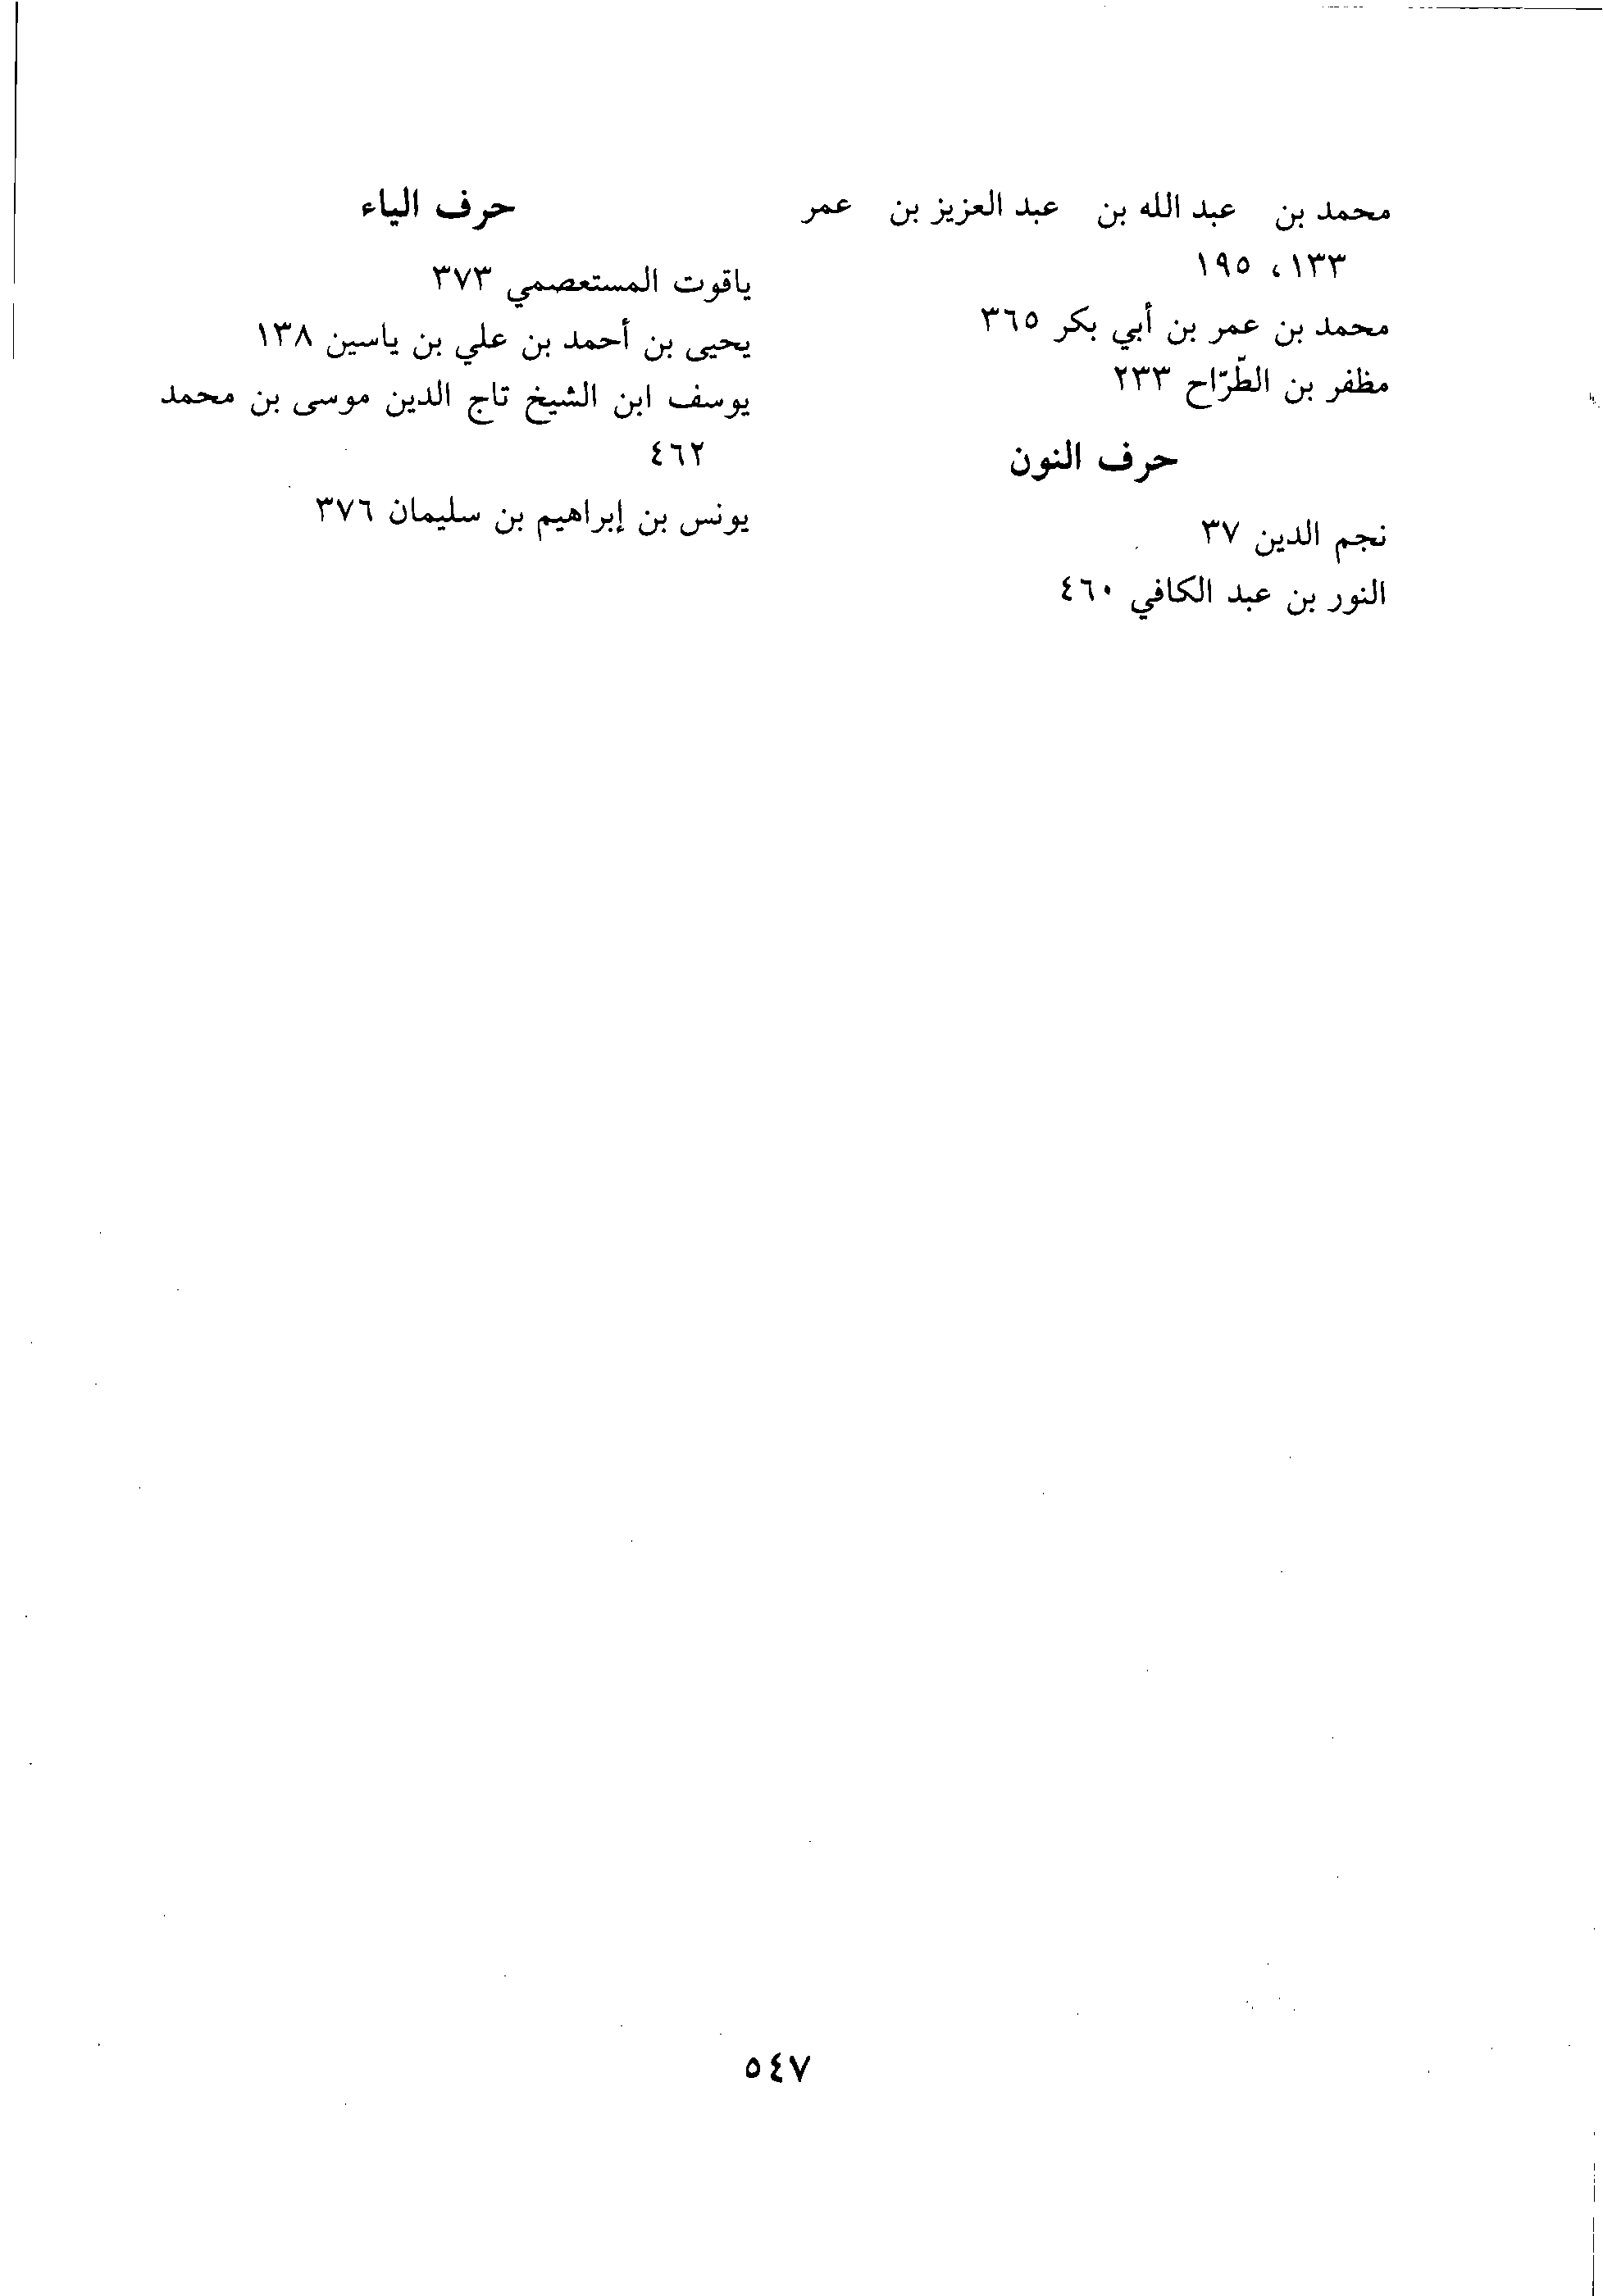 محمد بن عبد الله بن عبد العزيز بن عمر
١٣٣، ١٩٥
محمد بن عمر بن أبي بكر ٣٦٥
مظفر بن الطّرّاح ٢٣٣
حرف النون
نجم الدين ٣٧
النور بن عبد الكافي ٤٦٠
حرف الياء
ياقوت المستعصمي ٣٧٣
يحيى بن أحمد بن علي بن ياسين ١٣٨
يوسف ابن الشيخ تاج الدين موسى بن محمد
٤٦٢
يونس بن إبراهيم بن سليمان ٣٧٦
٥٤٧